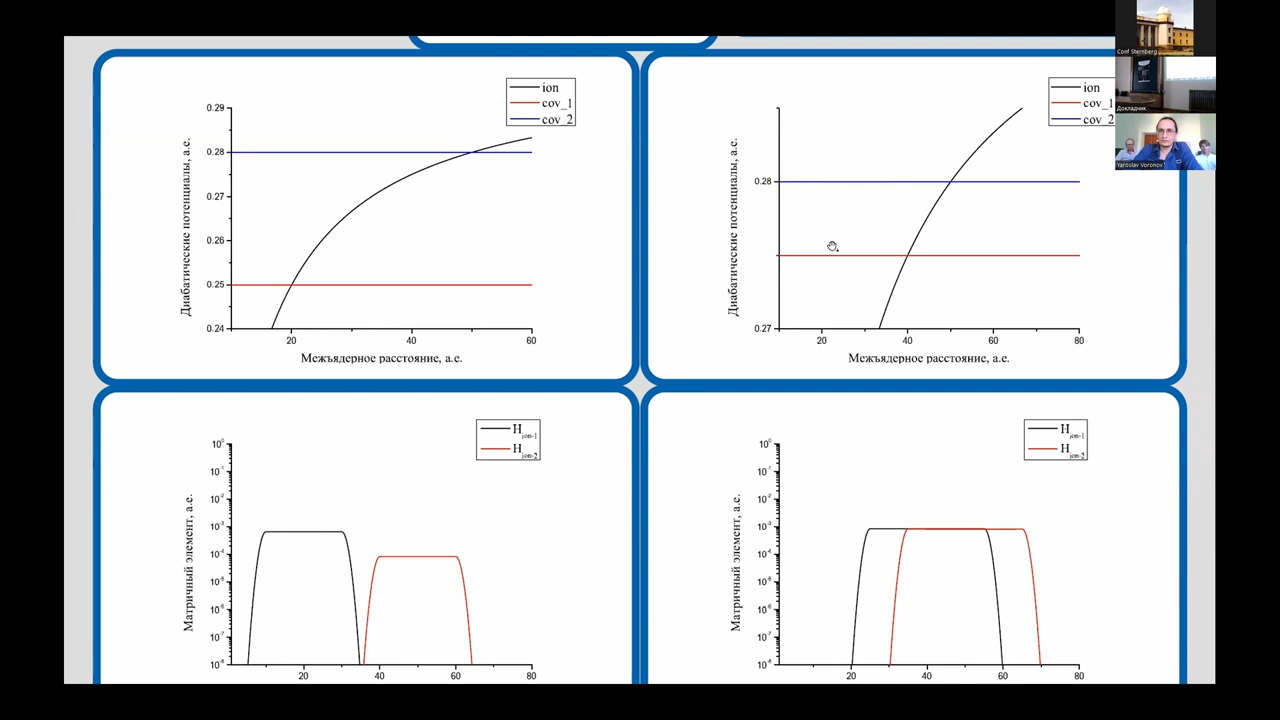 Conf Sternberg
Докладчик
Yaroslav Voronov
ion
cov_1
cov_2
0.29
0.28
0.27
0.26
0.25
0.24
Диабатические потенциалы, а.е.
20
40
60
Межъядерное расстояние, а.е.
ion
cov_1
cov_2
0.28
0.27
Диабатические потенциалы, а.е.
20
40
60
80
Межъядерное расстояние, а.е.
H_ion-1
H_ion-2
10^0
10^-1
10^-2
10^-3
10^-4
10^-5
10^-6
10^-7
10^-8
Матричный элемент, а.е.
20
40
60
80
H_ion-1
H_ion-2
10^0
10^-1
10^-2
10^-3
10^-4
10^-5
10^-6
10^-7
10^-8
Матричный элемент, а.е.
20
40
60
80